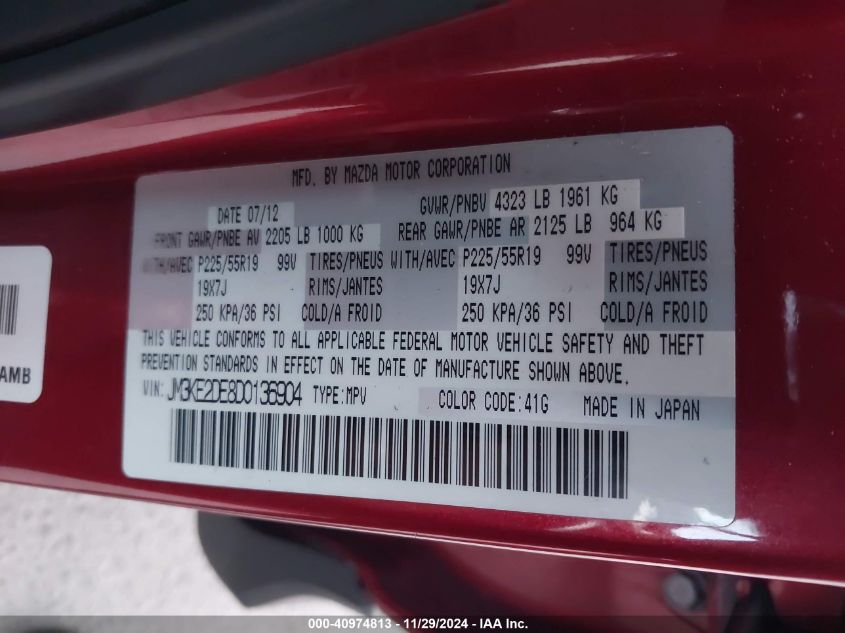 MFD. BY MAZDA MOTOR CORPORATION
DATE 07/12 GVWR/PNBV 4323 LB 1961 KG
FRONT GAWR/PNBE AV 2205 LB 1000 KG REAR GAWR/PNBE AR 2125 LB 964 KG
WITH/AVEC P225/55R19 99V TIRES/PNEUS WITH/AVEC P225/55R19 99V TIRES/PNEUS
19X7J RIMS/JANTES 19X7J RIMS/JANTES
250 KPA/36 PSI COLD/A FROID 250 KPA/36 PSI COLD/A FROID
THIS VEHICLE CONFORMS TO ALL APPLICABLE FEDERAL MOTOR VEHICLE SAFETY AND THEFT
PREVENTION STANDARDS IN EFFECT ON THE DATE OF MANUFACTURE SHOWN ABOVE.
VIN: JM3KE2DE8D0136904 TYPE:MPV COLOR CODE:41G MADE IN JAPAN
AMB
000-40974813 - 11/29/2024 - IAA Inc.